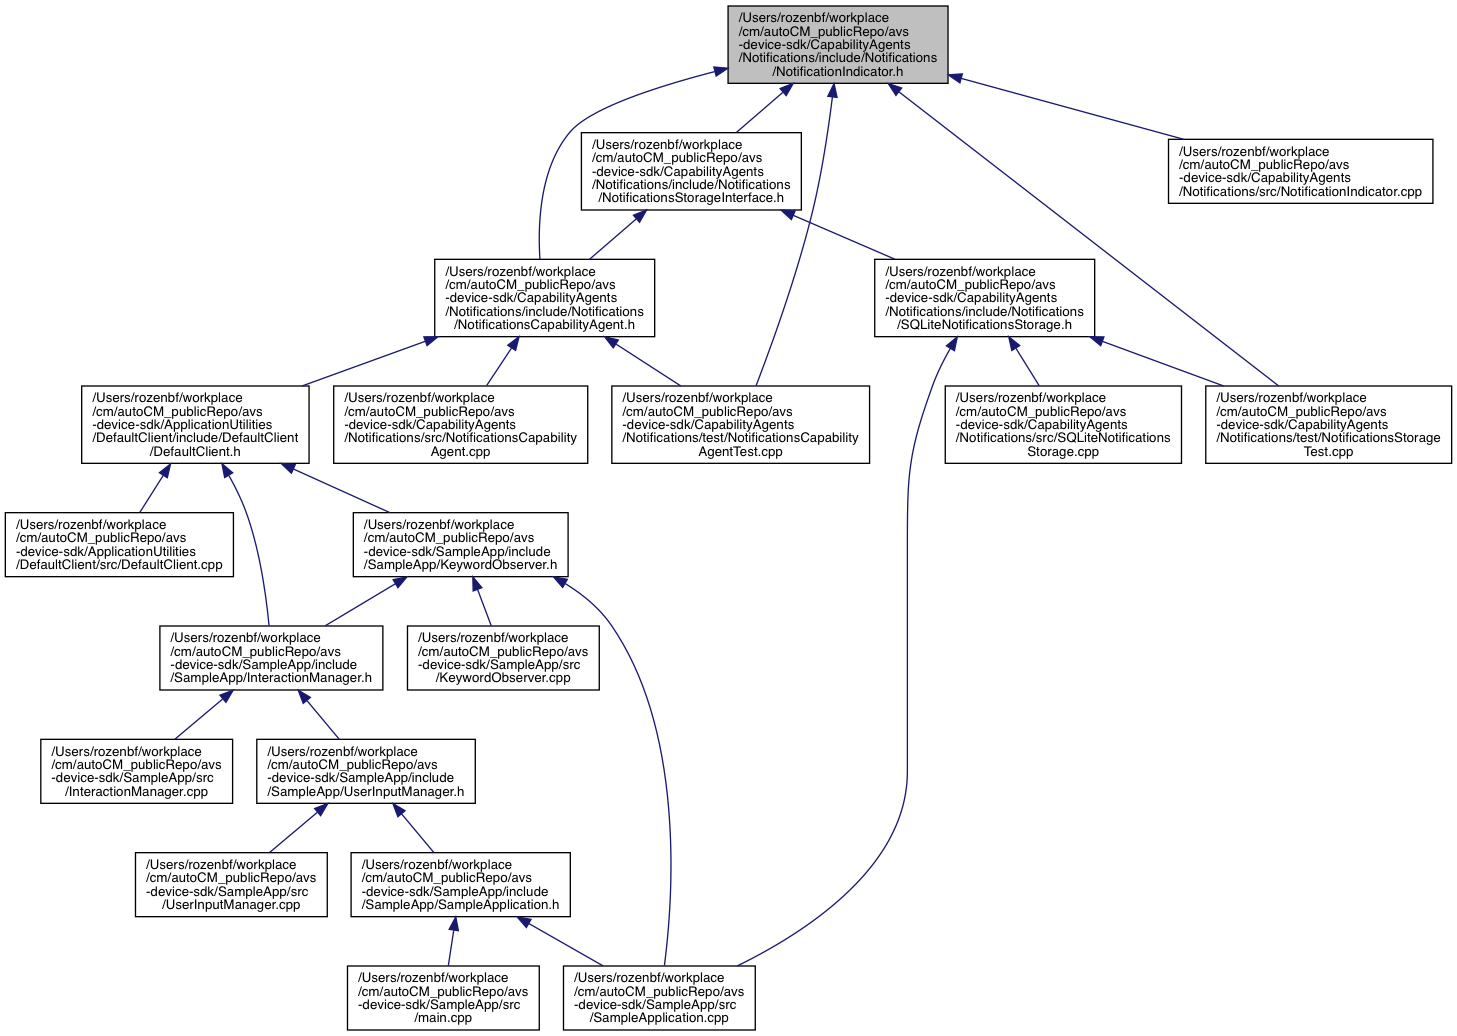 /Users/rozenbf/workplace
/cm/autoCM_publicRepo/avs
-device-sdk/CapabilityAgents
/Notifications/include/Notifications
/NotificationIndicator.h
/Users/rozenbf/workplace
/cm/autoCM_publicRepo/avs
-device-sdk/CapabilityAgents
/Notifications/include/Notifications
/NotificationsStorageInterface.h
/Users/rozenbf/workplace
/cm/autoCM_publicRepo/avs
-device-sdk/CapabilityAgents
/Notifications/src/NotificationIndicator.cpp
/Users/rozenbf/workplace
/cm/autoCM_publicRepo/avs
-device-sdk/CapabilityAgents
/Notifications/include/Notifications
/NotificationsCapabilityAgent.h
/Users/rozenbf/workplace
/cm/autoCM_publicRepo/avs
-device-sdk/CapabilityAgents
/Notifications/include/Notifications
/SQLiteNotificationsStorage.h
/Users/rozenbf/workplace
/cm/autoCM_publicRepo/avs
-device-sdk/ApplicationUtilities
/DefaultClient/include/DefaultClient
/DefaultClient.h
/Users/rozenbf/workplace
/cm/autoCM_publicRepo/avs
-device-sdk/CapabilityAgents
/Notifications/src/NotificationsCapability
Agent.cpp
/Users/rozenbf/workplace
/cm/autoCM_publicRepo/avs
-device-sdk/CapabilityAgents
/Notifications/test/NotificationsCapability
AgentTest.cpp
/Users/rozenbf/workplace
/cm/autoCM_publicRepo/avs
-device-sdk/CapabilityAgents
/Notifications/src/SQLiteNotifications
Storage.cpp
/Users/rozenbf/workplace
/cm/autoCM_publicRepo/avs
-device-sdk/CapabilityAgents
/Notifications/test/NotificationsStorage
Test.cpp
/Users/rozenbf/workplace
/cm/autoCM_publicRepo/avs
-device-sdk/ApplicationUtilities
/DefaultClient/src/DefaultClient.cpp
/Users/rozenbf/workplace
/cm/autoCM_publicRepo/avs
-device-sdk/SampleApp/include
/SampleApp/KeywordObserver.h
/Users/rozenbf/workplace
/cm/autoCM_publicRepo/avs
-device-sdk/SampleApp/include
/SampleApp/InteractionManager.h
/Users/rozenbf/workplace
/cm/autoCM_publicRepo/avs
-device-sdk/SampleApp/src
/KeywordObserver.cpp
/Users/rozenbf/workplace
/cm/autoCM_publicRepo/avs
-device-sdk/SampleApp/src
/InteractionManager.cpp
/Users/rozenbf/workplace
/cm/autoCM_publicRepo/avs
-device-sdk/SampleApp/include
/SampleApp/UserInputManager.h
/Users/rozenbf/workplace
/cm/autoCM_publicRepo/avs
-device-sdk/SampleApp/src
/UserInputManager.cpp
/Users/rozenbf/workplace
/cm/autoCM_publicRepo/avs
-device-sdk/SampleApp/include
/SampleApp/SampleApplication.h
/Users/rozenbf/workplace
/cm/autoCM_publicRepo/avs
-device-sdk/SampleApp/src
/main.cpp
/Users/rozenbf/workplace
/cm/autoCM_publicRepo/avs
-device-sdk/SampleApp/src
/SampleApplication.cpp